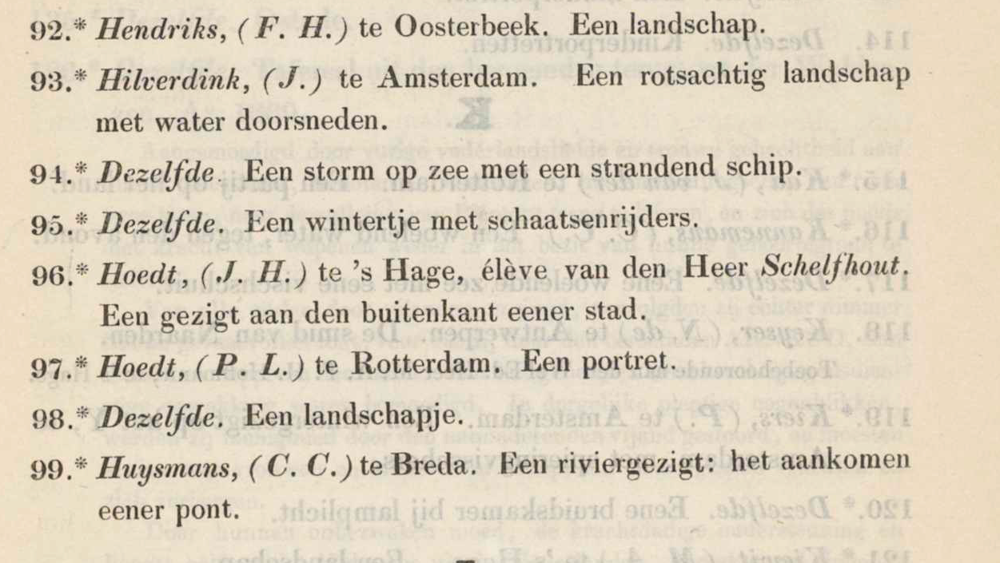 92.* Hendriks, (F. H.) te Oosterbeek. Een landschap.
93.* Hilverdink, (J.) te Amsterdam. Een rotsachtig landschap
met water doorsneden.
94.* Dezelfde. Een storm op zee met een strandend schip.
95.* Dezelfde. Een wintertje met schaatsenrijders.
96.* Hoedt, (J. H.) te 's Hage, élève van den Heer Schelfhout.
Een gezigt aan den buitenkant eener stad.
97.* Hoedt, (P. L.) te Rotterdam. Een portret.
98.* Dezelfde. Een landschapje.
99.* Huysmans, (C. C.) te Breda. Een riviergezigt: het aankomen
eener pont.